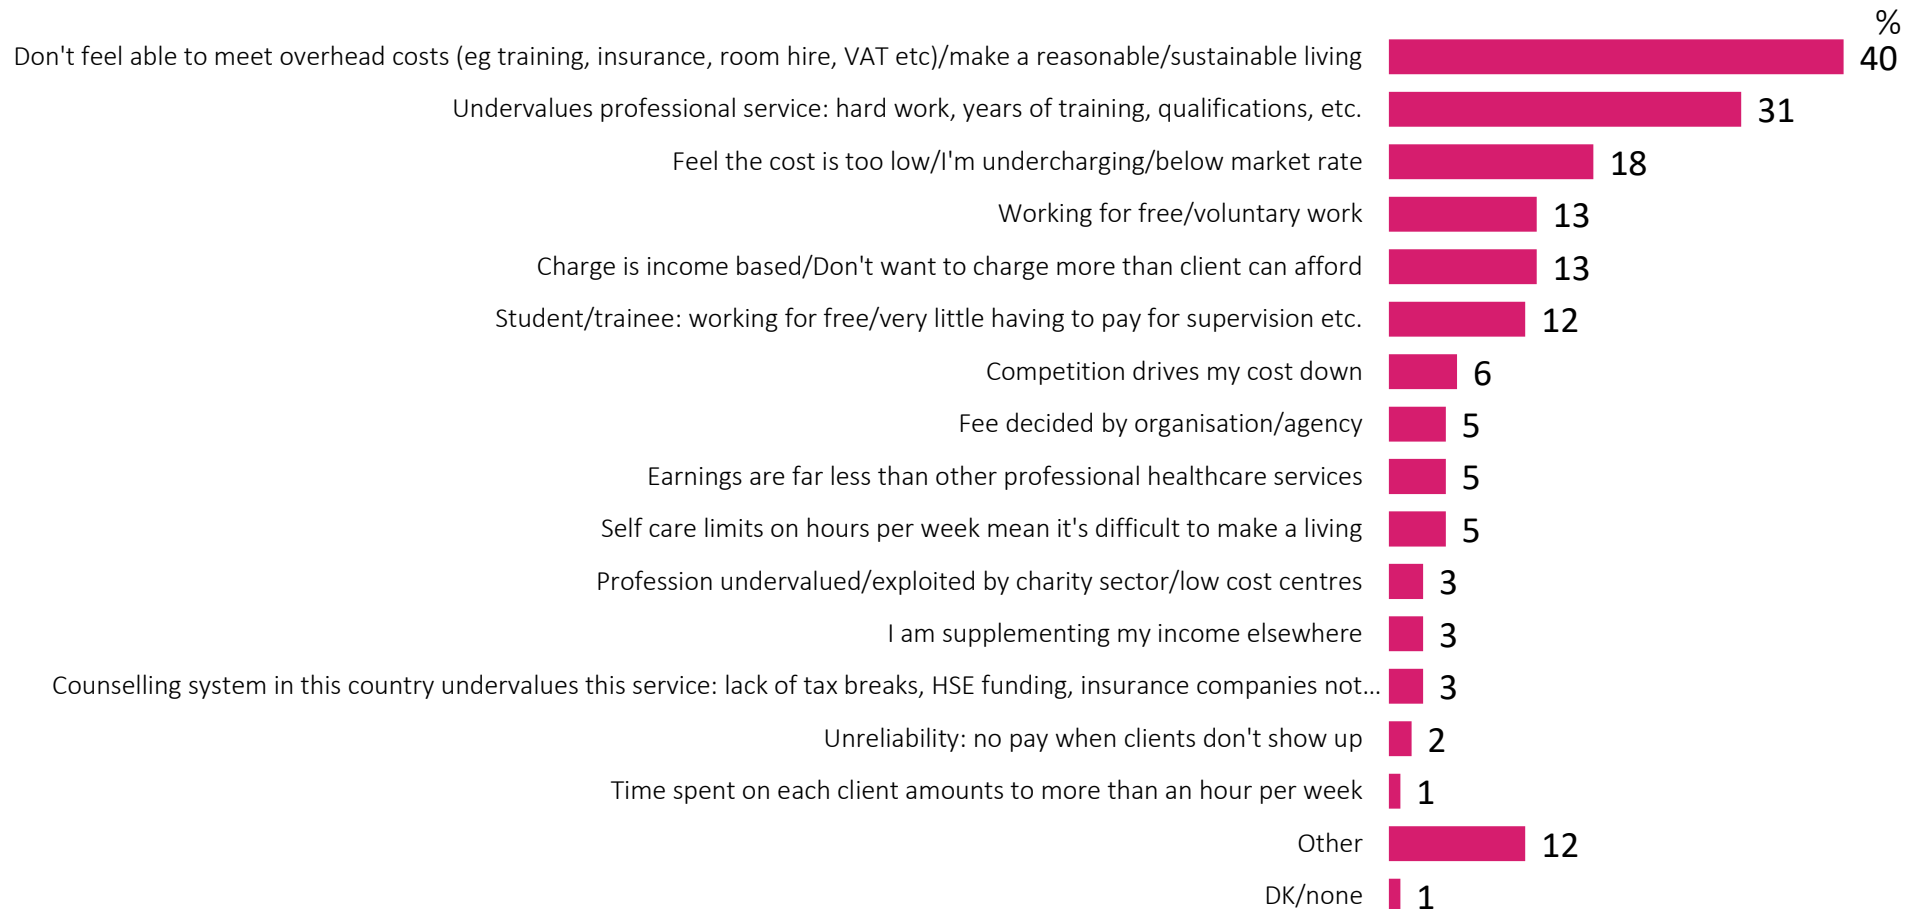 %
Don't feel able to meet overhead costs (eg training, insurance, room hire, VAT etc)/make a reasonable/sustainable living 40
Undervalues professional service: hard work, years of training, qualifications, etc. 31
Feel the cost is too low/I'm undercharging/below market rate 18
Working for free/voluntary work 13
Charge is income based/Don't want to charge more than client can afford 13
Student/trainee: working for free/very little having to pay for supervision etc. 12
Competition drives my cost down 6
Fee decided by organisation/agency 5
Earnings are far less than other professional healthcare services 5
Self care limits on hours per week mean it's difficult to make a living 5
Profession undervalued/exploited by charity sector/low cost centres 3
I am supplementing my income elsewhere 3
Counselling system in this country undervalues this service: lack of tax breaks, HSE funding, insurance companies not... 3
Unreliability: no pay when clients don't show up 2
Time spent on each client amounts to more than an hour per week 1
Other 12
DK/none 1